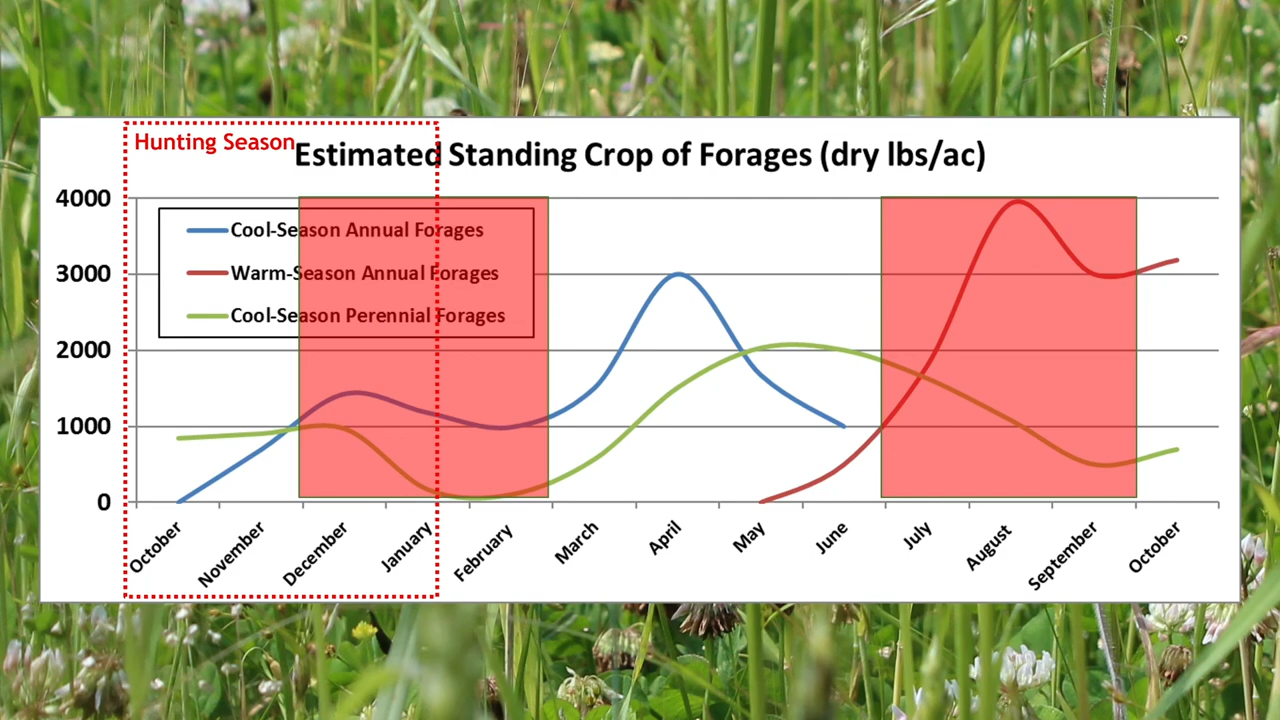 Hunting Season
Estimated Standing Crop of Forages (dry lbs/ac)
4000
3000
2000
1000
0
Cool-Season Annual Forages
Warm-Season Annual Forages
Cool-Season Perennial Forages
October
November
December
January
February
March
April
May
June
July
August
September
October